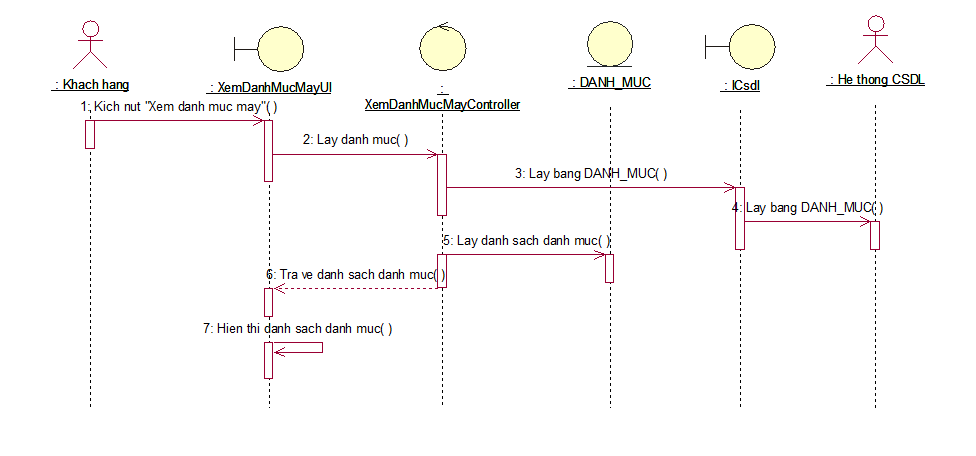 : Khach hang
: XemDanhMucMayUI
:
XemDanhMucMayController
: DANH_MUC
: ICsdl
: He thong CSDL
1: Kich nut "Xem danh muc may"( )
2: Lay danh muc( )
3: Lay bang DANH_MUC( )
4: Lay bang DANH_MUC( )
5: Lay danh sach danh muc( )
6: Tra ve danh sach danh muc( )
7: Hien thi danh sach danh muc( )